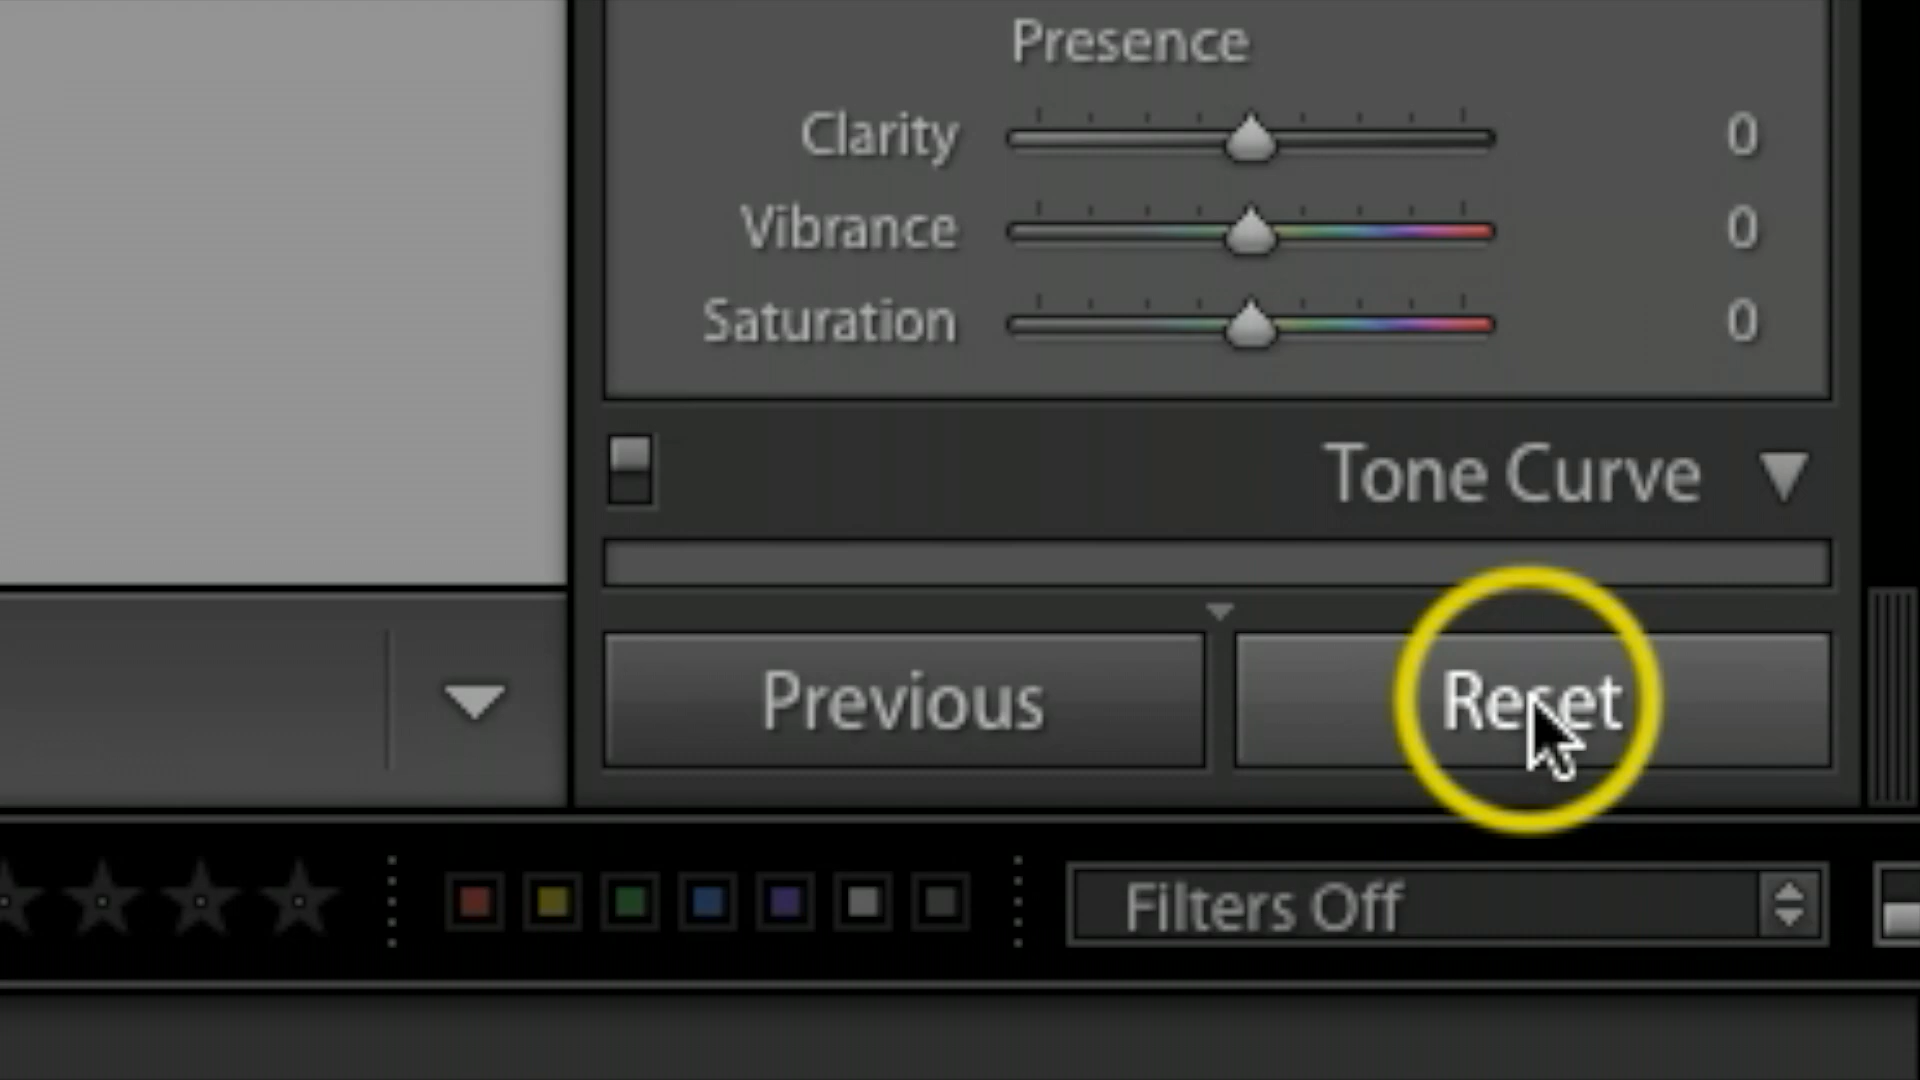 Presence
Clarity 0
Vibrance 0
Saturation 0
Tone Curve
Previous Reset
Filters Off